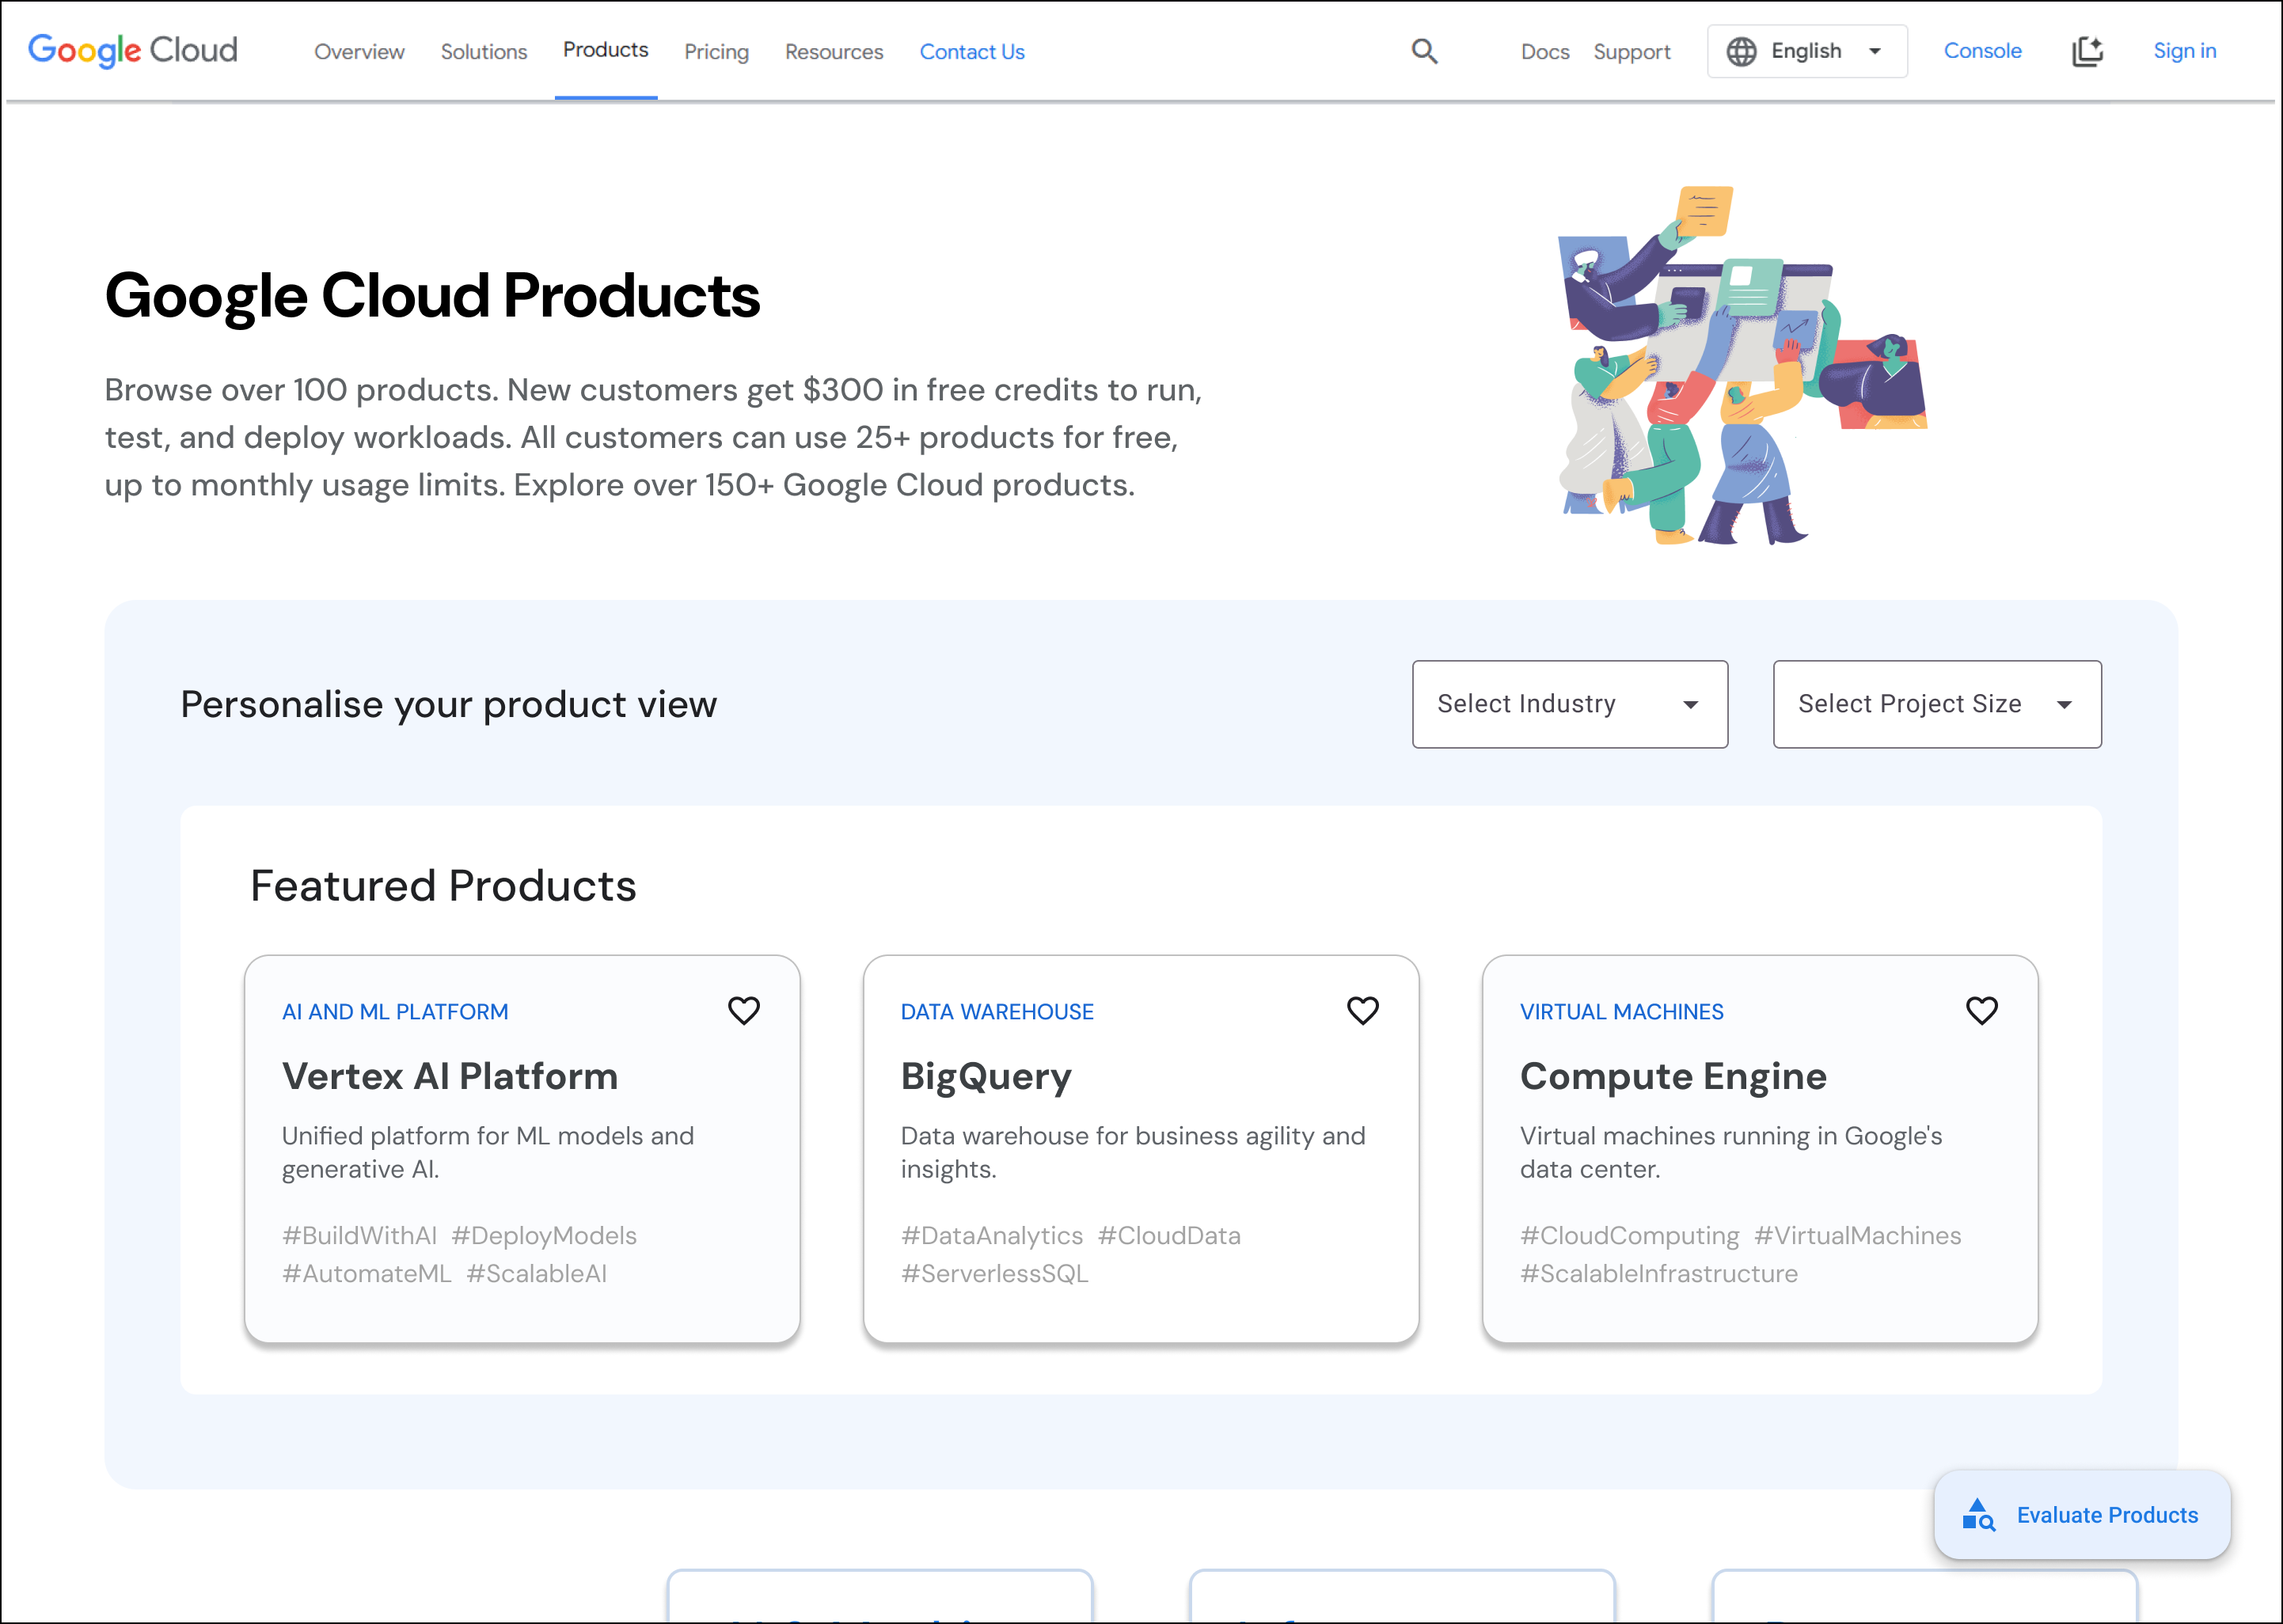 Google Cloud
Overview Solutions Products Pricing Resources Contact Us
Docs Support English Console Sign in
Google Cloud Products
Browse over 100 products. New customers get $300 in free credits to run,
test, and deploy workloads. All customers can use 25+ products for free,
up to monthly usage limits. Explore over 150+ Google Cloud products.
Personalise your product view
Select Industry
Select Project Size
Featured Products
AI AND ML PLATFORM
Vertex AI Platform
Unified platform for ML models and
generative AI.
#BuildWithAI #DeployModels
#AutomateML #ScalableAI
DATA WAREHOUSE
BigQuery
Data warehouse for business agility and
insights.
#DataAnalytics #CloudData
#ServerlessSQL
VIRTUAL MACHINES
Compute Engine
Virtual machines running in Google's
data center.
#CloudComputing #VirtualMachines
#ScalableInfrastructure
Evaluate Products